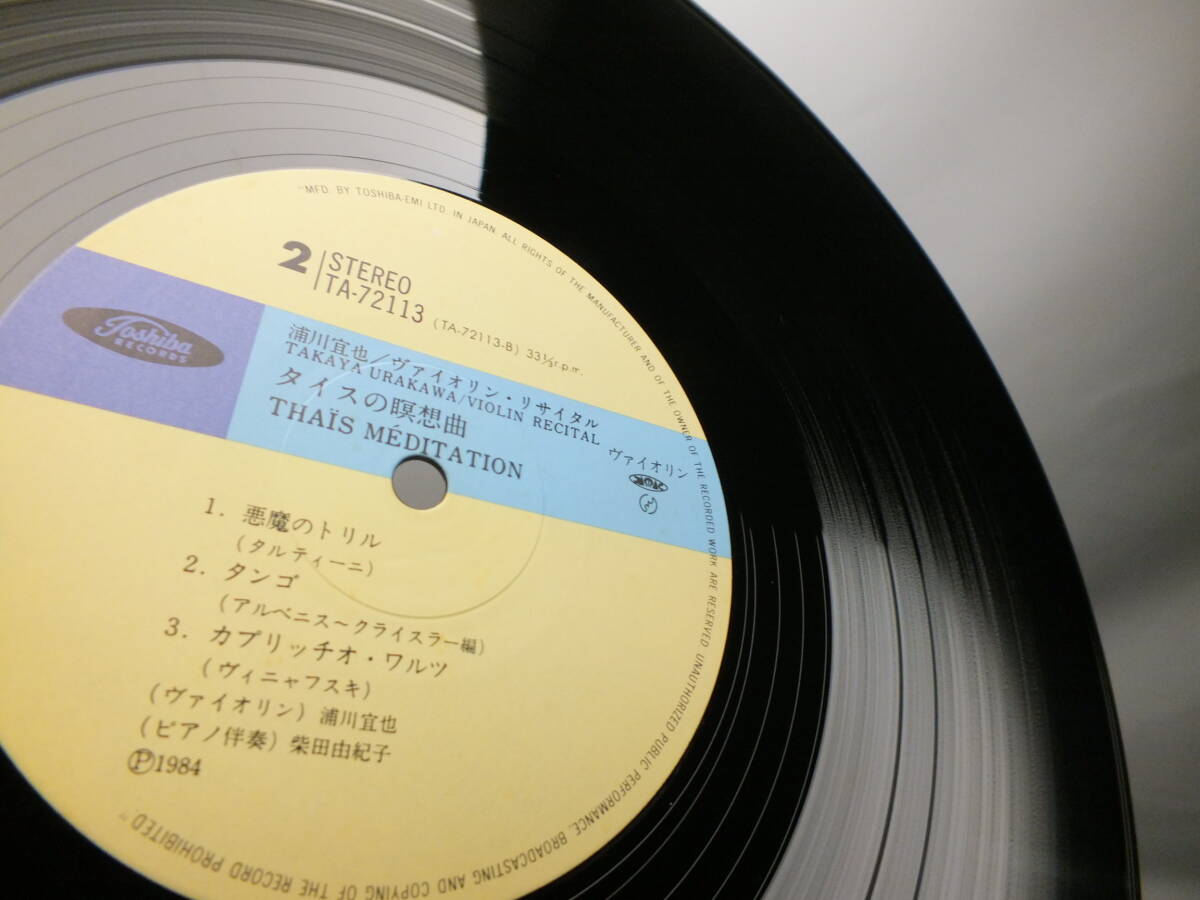 "MFD. BY TOSHIBA-EMI LTD. IN JAPAN. ALL RIGHTS OF THE MANUFACTURER AND OF THE OWNER OF THE RECORDED WORK ARE RESERVED. UNAUTHORIZED PUBLIC PERFORMANCE, BROADCASTING AND COPYING OF THE RECORD PROHIBITED."
2
STEREO
TA-72113
(TA-72113-B) 33⅓r.p.m.
Toshiba
RECORDS
浦川宜也/ヴァイオリン・リサイタル
TAKAYA URAKAWA/VIOLIN RECITAL
タイスの瞑想曲
THAÏS MÉDITATION
ヴァイオリン
1. 悪魔のトリル
(タルティーニ)
2. タンゴ
(アルベニス〜クライスラー編)
3. カプリッチオ・ワルツ
(ヴィニャフスキ)
(ヴァイオリン) 浦川宜也
(ピアノ伴奏) 柴田由紀子
Ⓟ1984